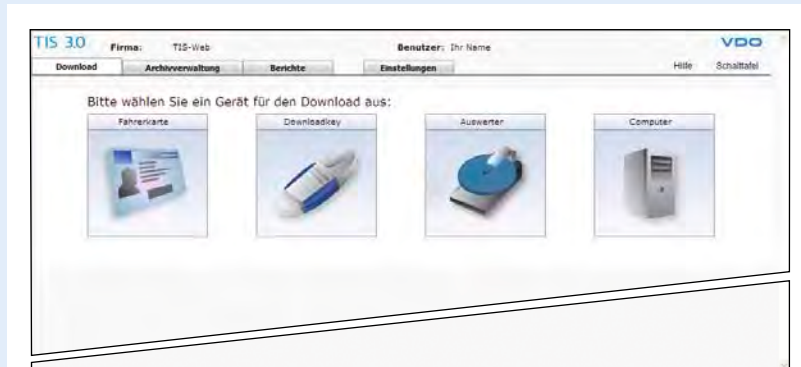 TIS 3.0 Firma: TIS-Web Benutzer: Ihr Name VDO
Download Archivverwaltung Berichte Einstellungen Hilfe Schalttafel
Bitte wählen Sie ein Gerät für den Download aus:
Fahrerkarte Downloadkey Auswerter Computer